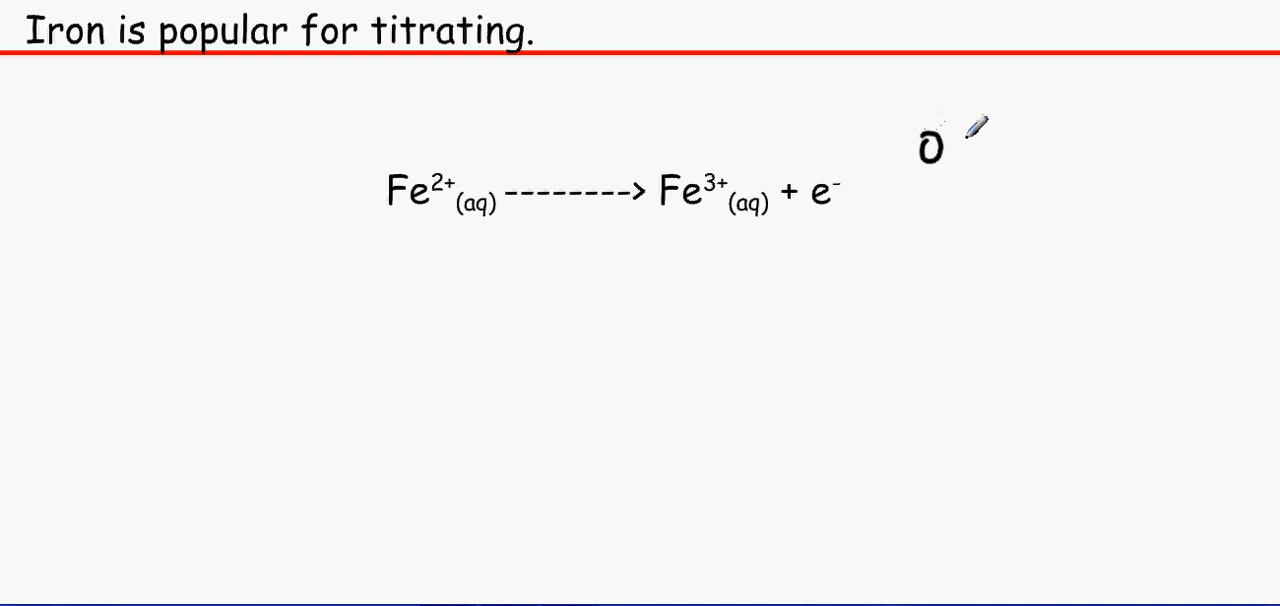 Iron is popular for titrating.
O
Fe²⁺(aq) --------> Fe³⁺(aq) + e⁻